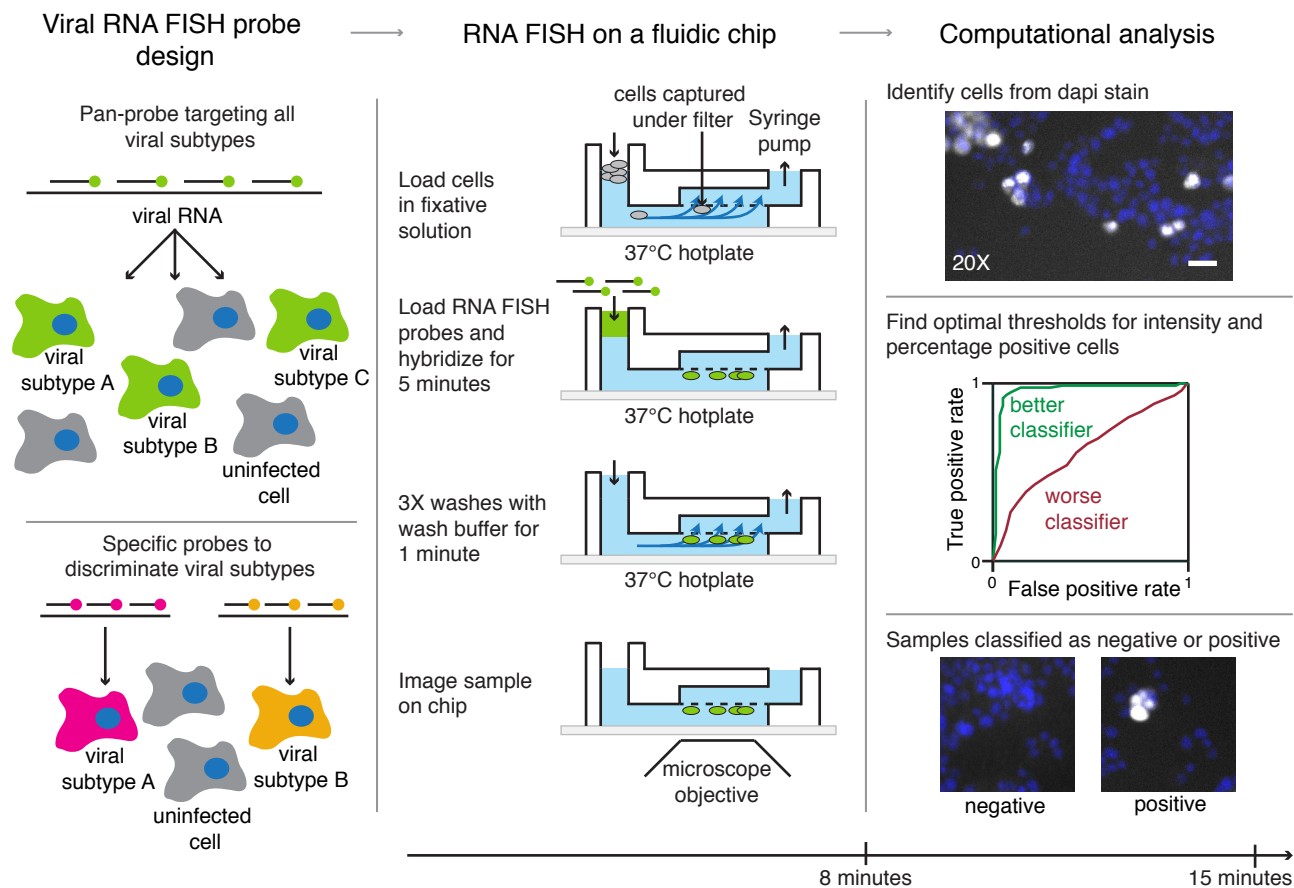 Viral RNA FISH probe
design
RNA FISH on a fluidic chip
Computational analysis
Pan-probe targeting all
viral subtypes
viral RNA
viral
subtype A
viral
subtype B
viral
subtype C
uninfected
cell
Specific probes to
discriminate viral subtypes
viral
subtype A
viral
subtype B
uninfected
cell
cells captured
under filter
Syringe
pump
Load cells
in fixative
solution
37°C hotplate
Load RNA FISH
probes and
hybridize for
5 minutes
37°C hotplate
3X washes with
wash buffer for
1 minute
37°C hotplate
Image sample
on chip
microscope
objective
Identify cells from dapi stain
20X
Find optimal thresholds for intensity and
percentage positive cells
1
better
classifier
worse
classifier
True positive rate
0
0
1
False positive rate
Samples classified as negative or positive
negative
positive
8 minutes
15 minutes